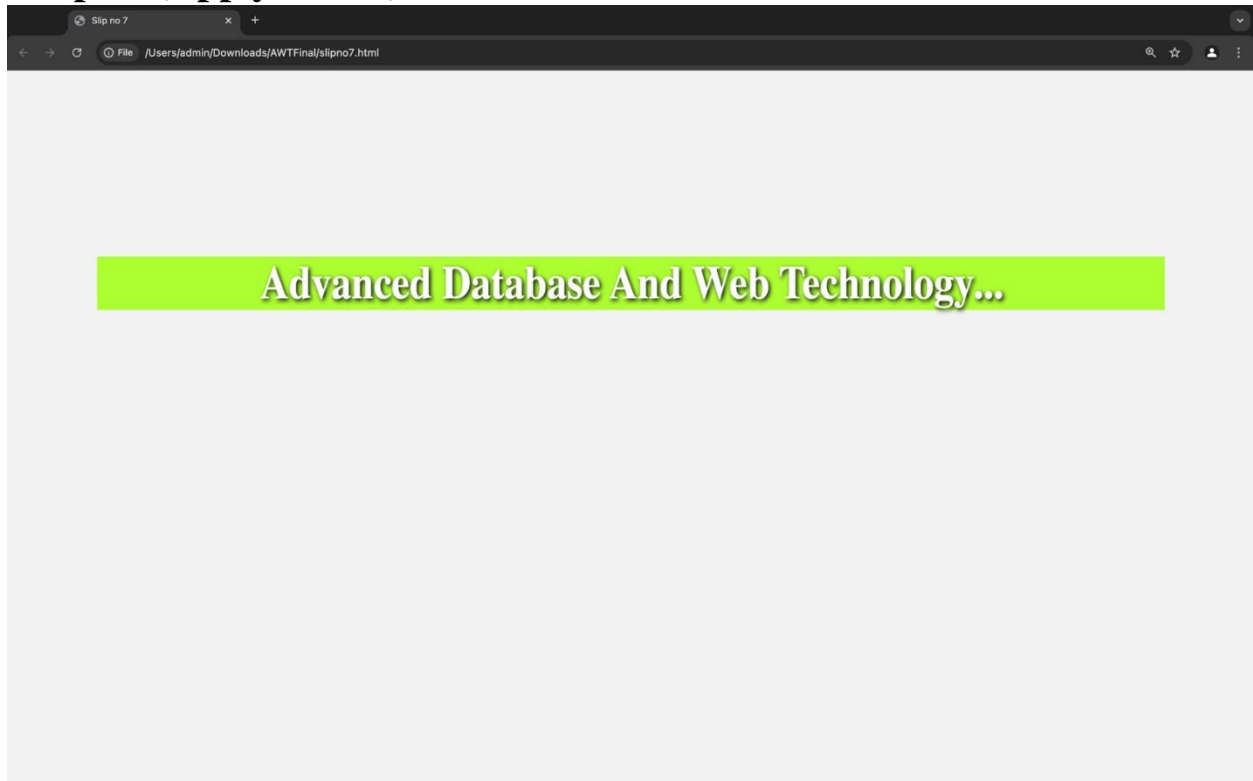 Slip no 7
File /Users/admin/Downloads/AWTFinal/slipno7.html
Advanced Database And Web Technology...